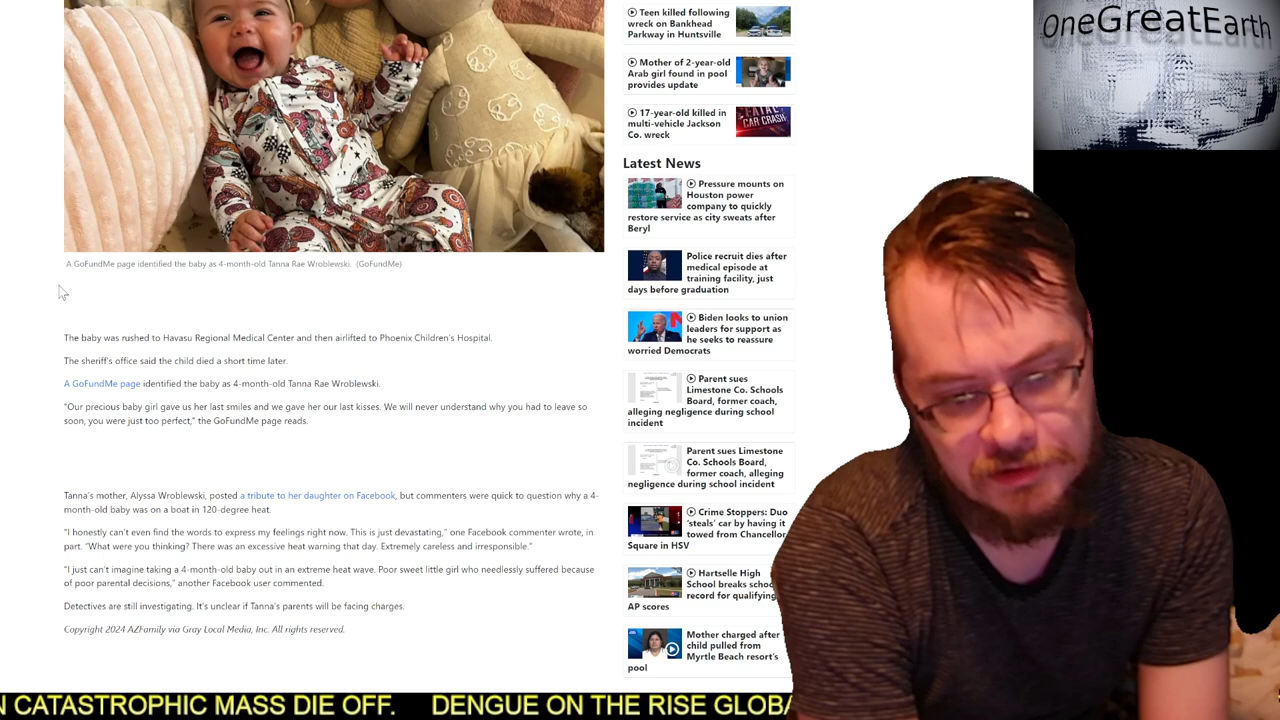 Teen killed following
wreck on Bankhead
Parkway in Huntsville
OneGreatEarth
Mother of 2-year-old
Arab girl found in pool
provides update
17-year-old killed in
multi-vehicle Jackson
Co. wreck
FATAL
CAR CRASH
Latest News
Pressure mounts on
Houston power
company to quickly
restore service as city sweats after
Beryl
A GoFundMe page identified the baby as 4-month-old Tanna Rae Wroblewski. (GoFundMe)
Police recruit dies after
medical episode at
training facility, just
days before graduation
Biden looks to union
leaders for support as
he seeks to reassure
worried Democrats
The baby was rushed to Havasu Regional Medical Center and then airlifted to Phoenix Children's Hospital.
The sheriff's office said the child died a short time later.
A GoFundMe page identified the baby as 4-month-old Tanna Rae Wroblewski.
"Our precious baby girl gave us her last smiles and we gave her our last kisses. We will never understand why you had to leave so
soon, you were just too perfect," the GoFundMe page reads.
Parent sues
Limestone Co. Schools
Board, former coach,
alleging negligence during school
incident
Parent sues Limestone
Co. Schools Board,
former coach, alleging
negligence during school incident
Tanna's mother, Alyssa Wroblewski, posted a tribute to her daughter on Facebook, but commenters were quick to question why a 4-
month-old baby was on a boat in 120-degree heat.
"I honestly can't even find the words to express my feelings right now. This is just devastating," one Facebook commenter wrote, in
part. "What were you thinking? There was an excessive heat warning that day. Extremely careless and irresponsible."
"I just can't imagine taking a 4-month-old baby out in an extreme heat wave. Poor sweet little girl who needlessly suffered because
of poor parental decisions," another Facebook user commented.
Detectives are still investigating. It's unclear if Tanna's parents will be facing charges.
Copyright 2024 AZFamily via Gray Local Media, Inc. All rights reserved.
Crime Stoppers: Duo
'steals' car by having it
towed from Chancellor
Square in HSV
Hartselle High
School breaks schoo
record for qualifying
AP scores
Mother charged after
child pulled from
Myrtle Beach resort's
pool
N CATASTROPHIC MASS DIE OFF. DENGUE ON THE RISE GLOBA